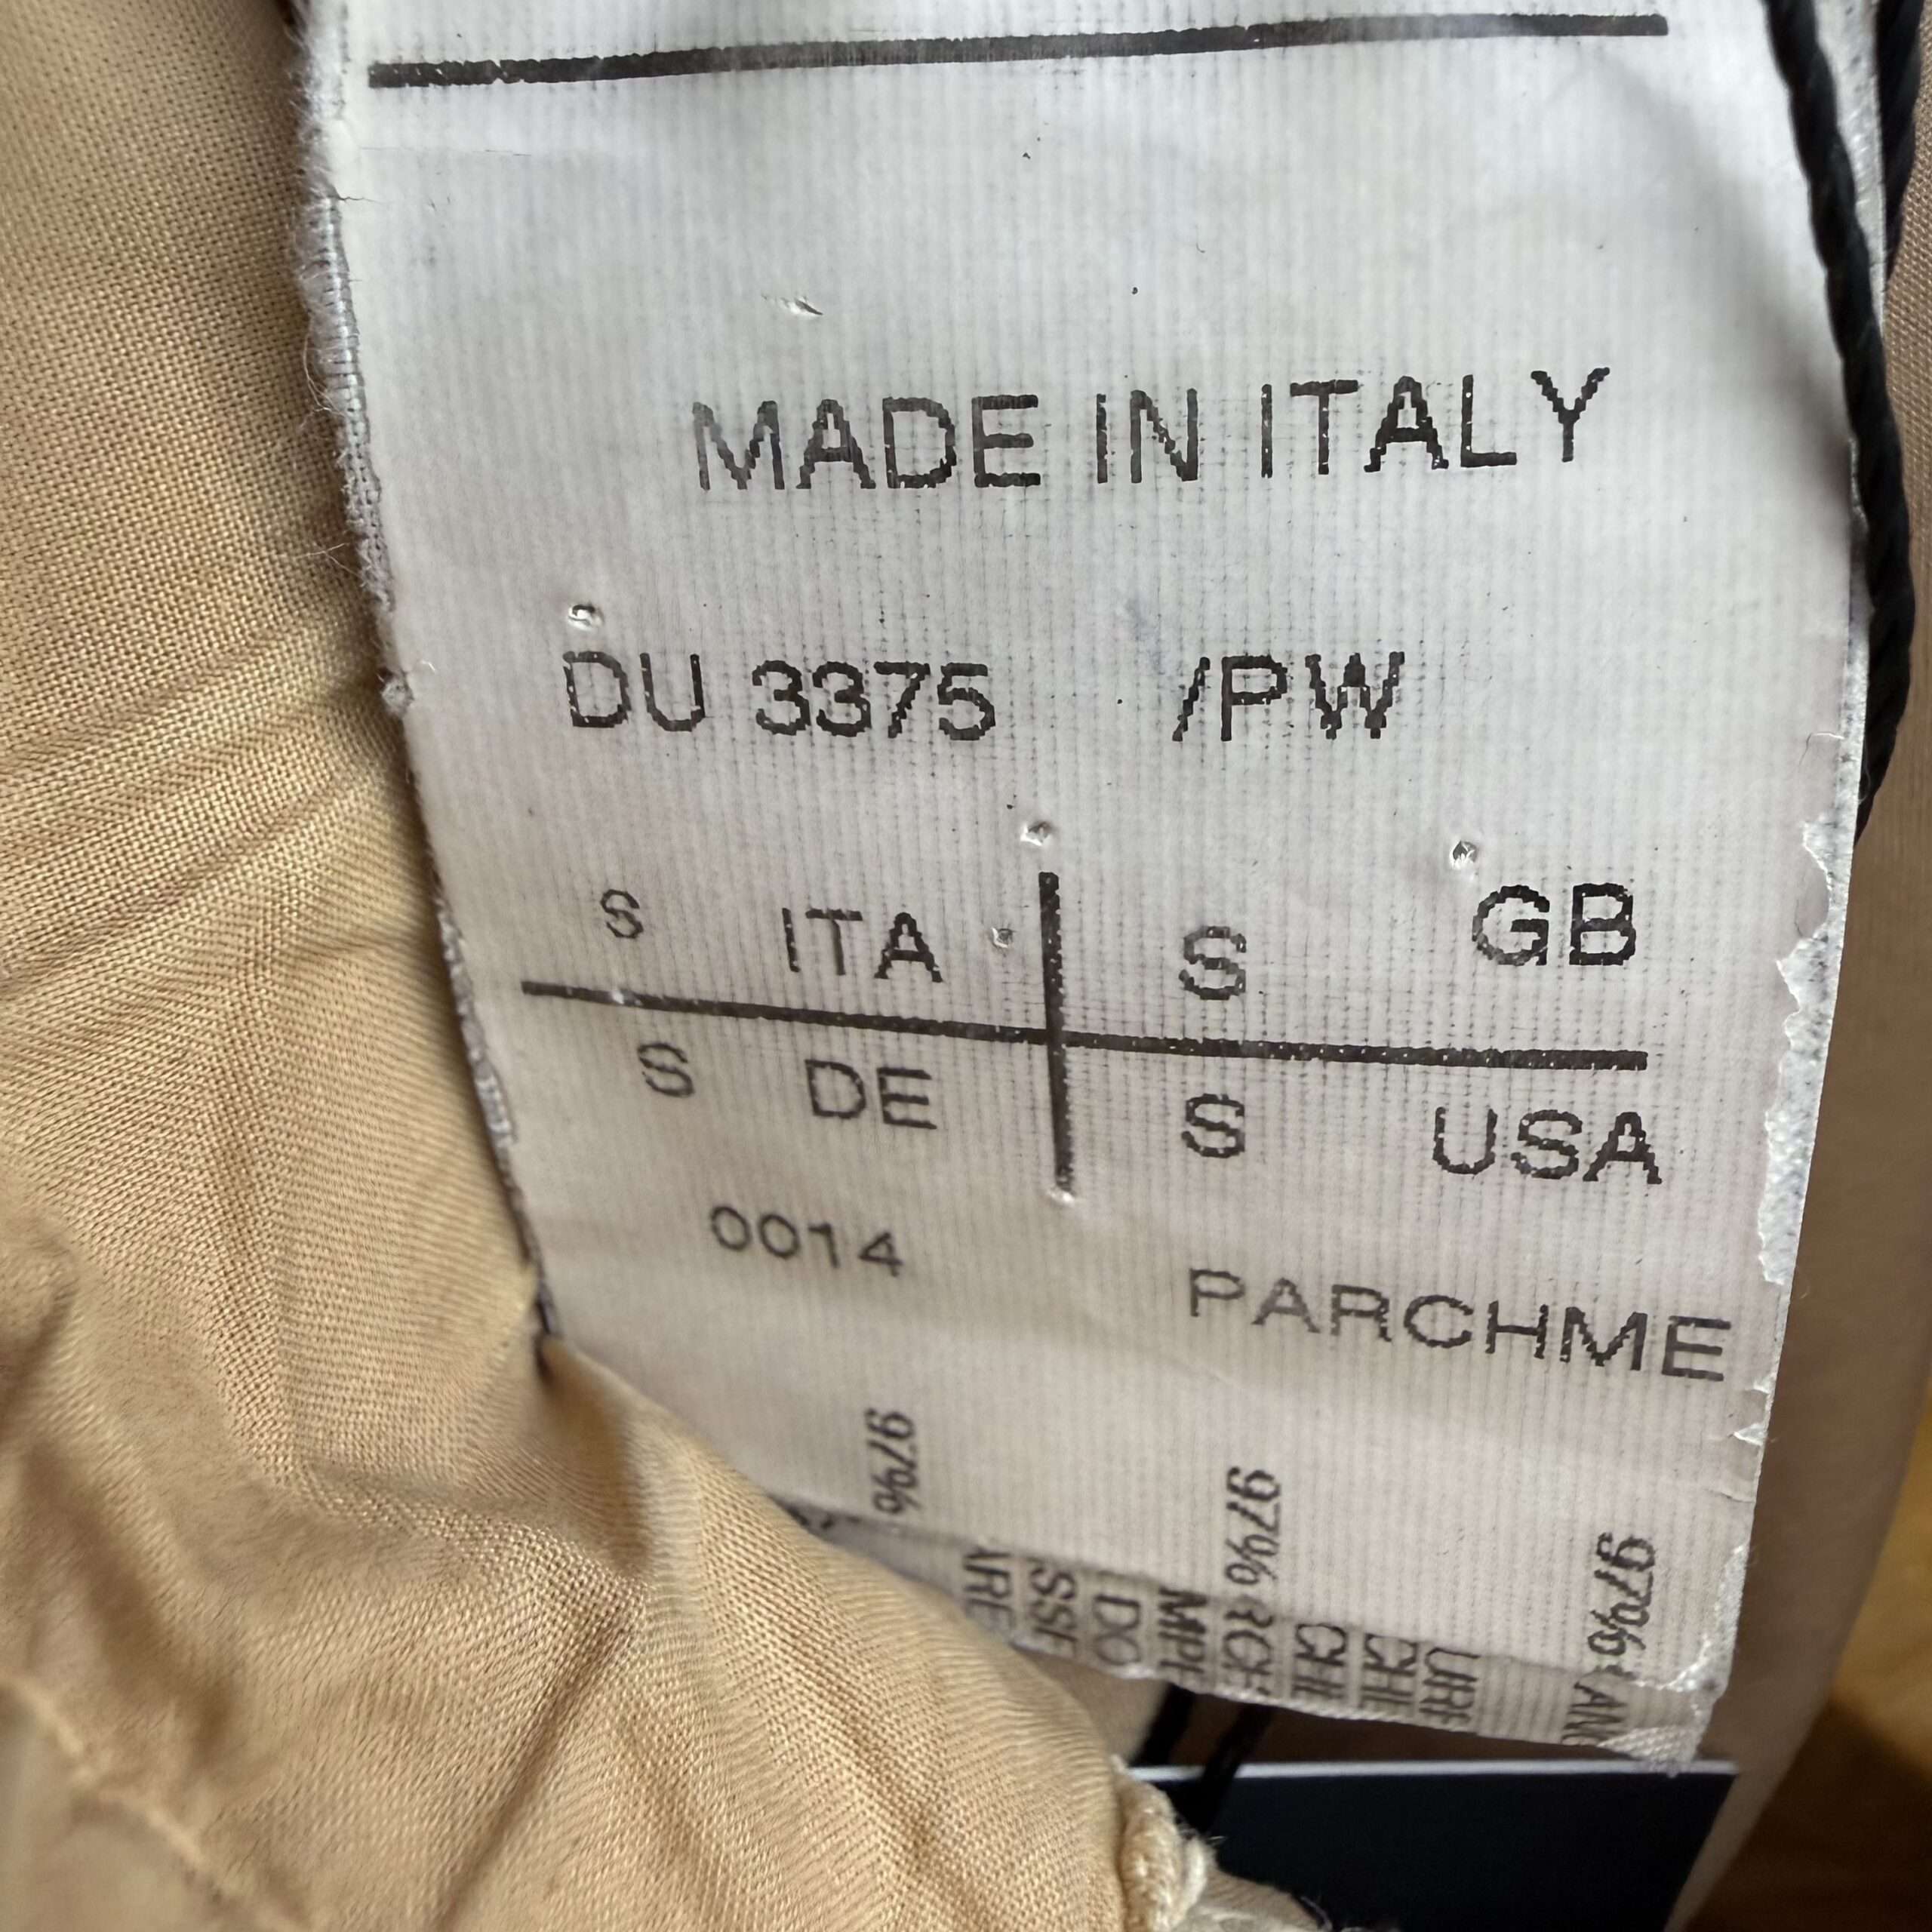 MADE IN ITALY
DU 3375 /PW
S ITA S GB
S DE S USA
0014 PARCHME
97% 97% 97%